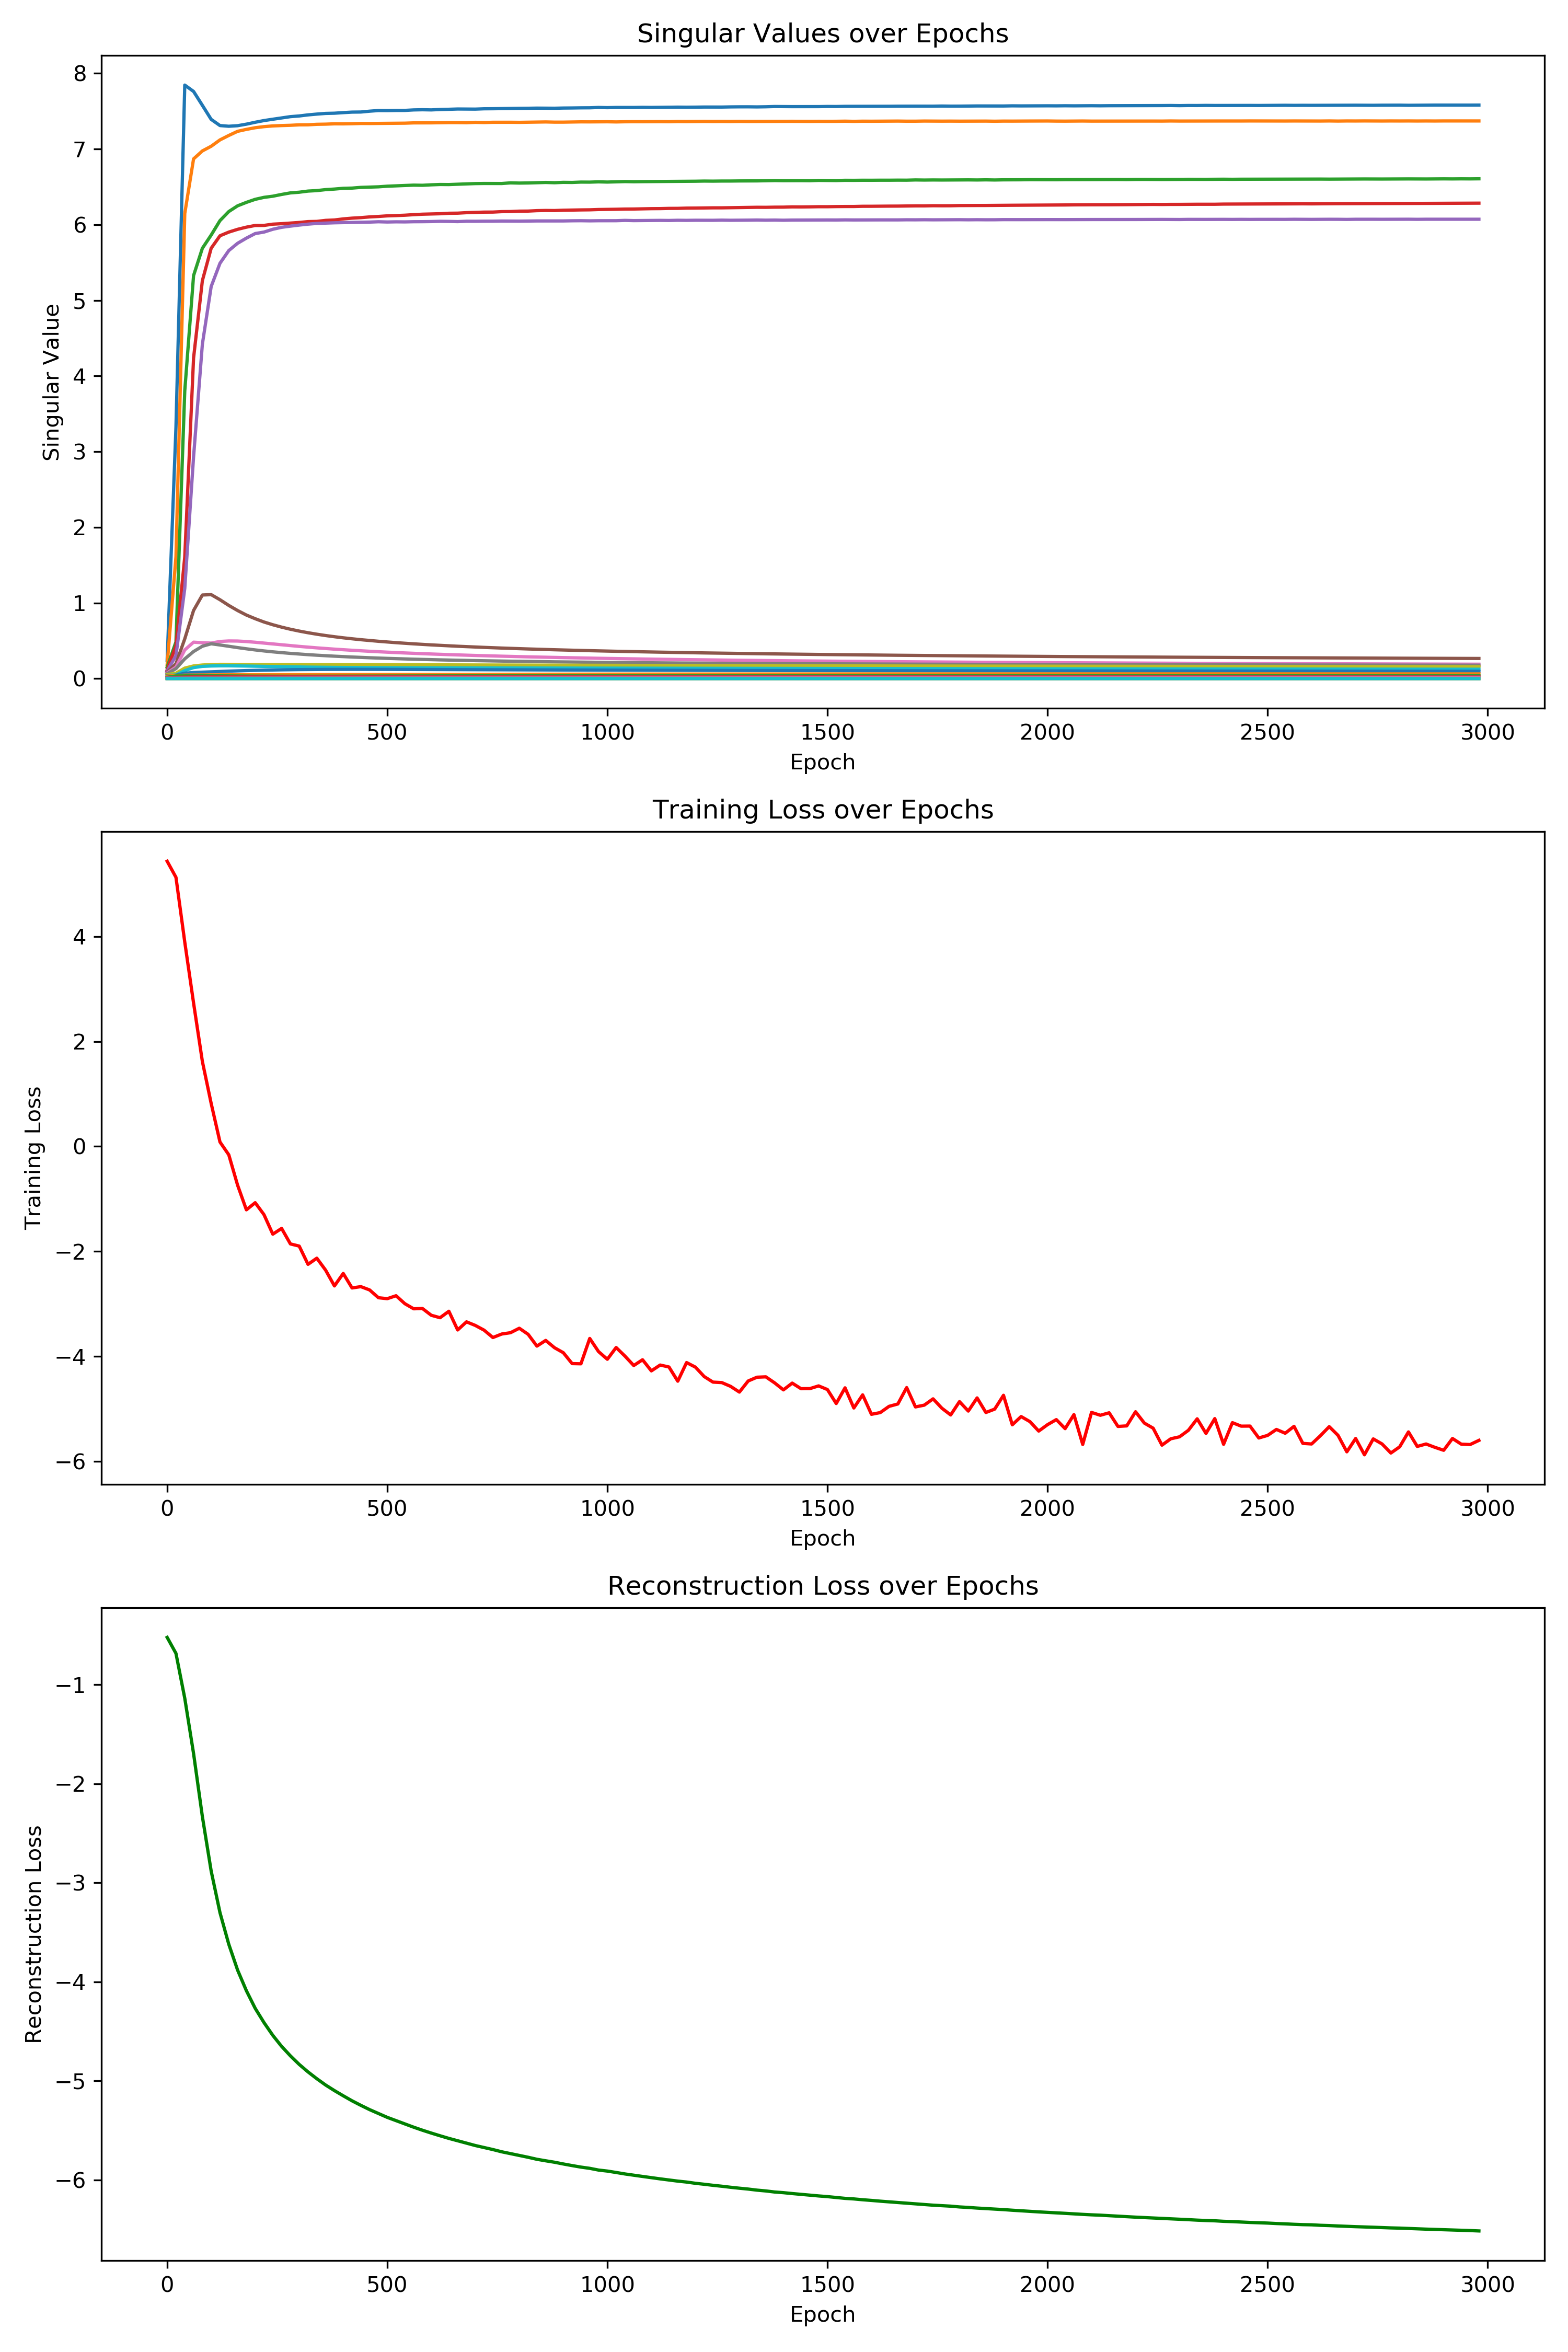 Singular Values over Epochs
8
7
6
5
4
3
2
1
0
Singular Value
0 500 1000 1500 2000 2500 3000
Epoch
Training Loss over Epochs
4
2
0
−2
−4
−6
Training Loss
0 500 1000 1500 2000 2500 3000
Epoch
Reconstruction Loss over Epochs
−1
−2
−3
−4
−5
−6
Reconstruction Loss
0 500 1000 1500 2000 2500 3000
Epoch